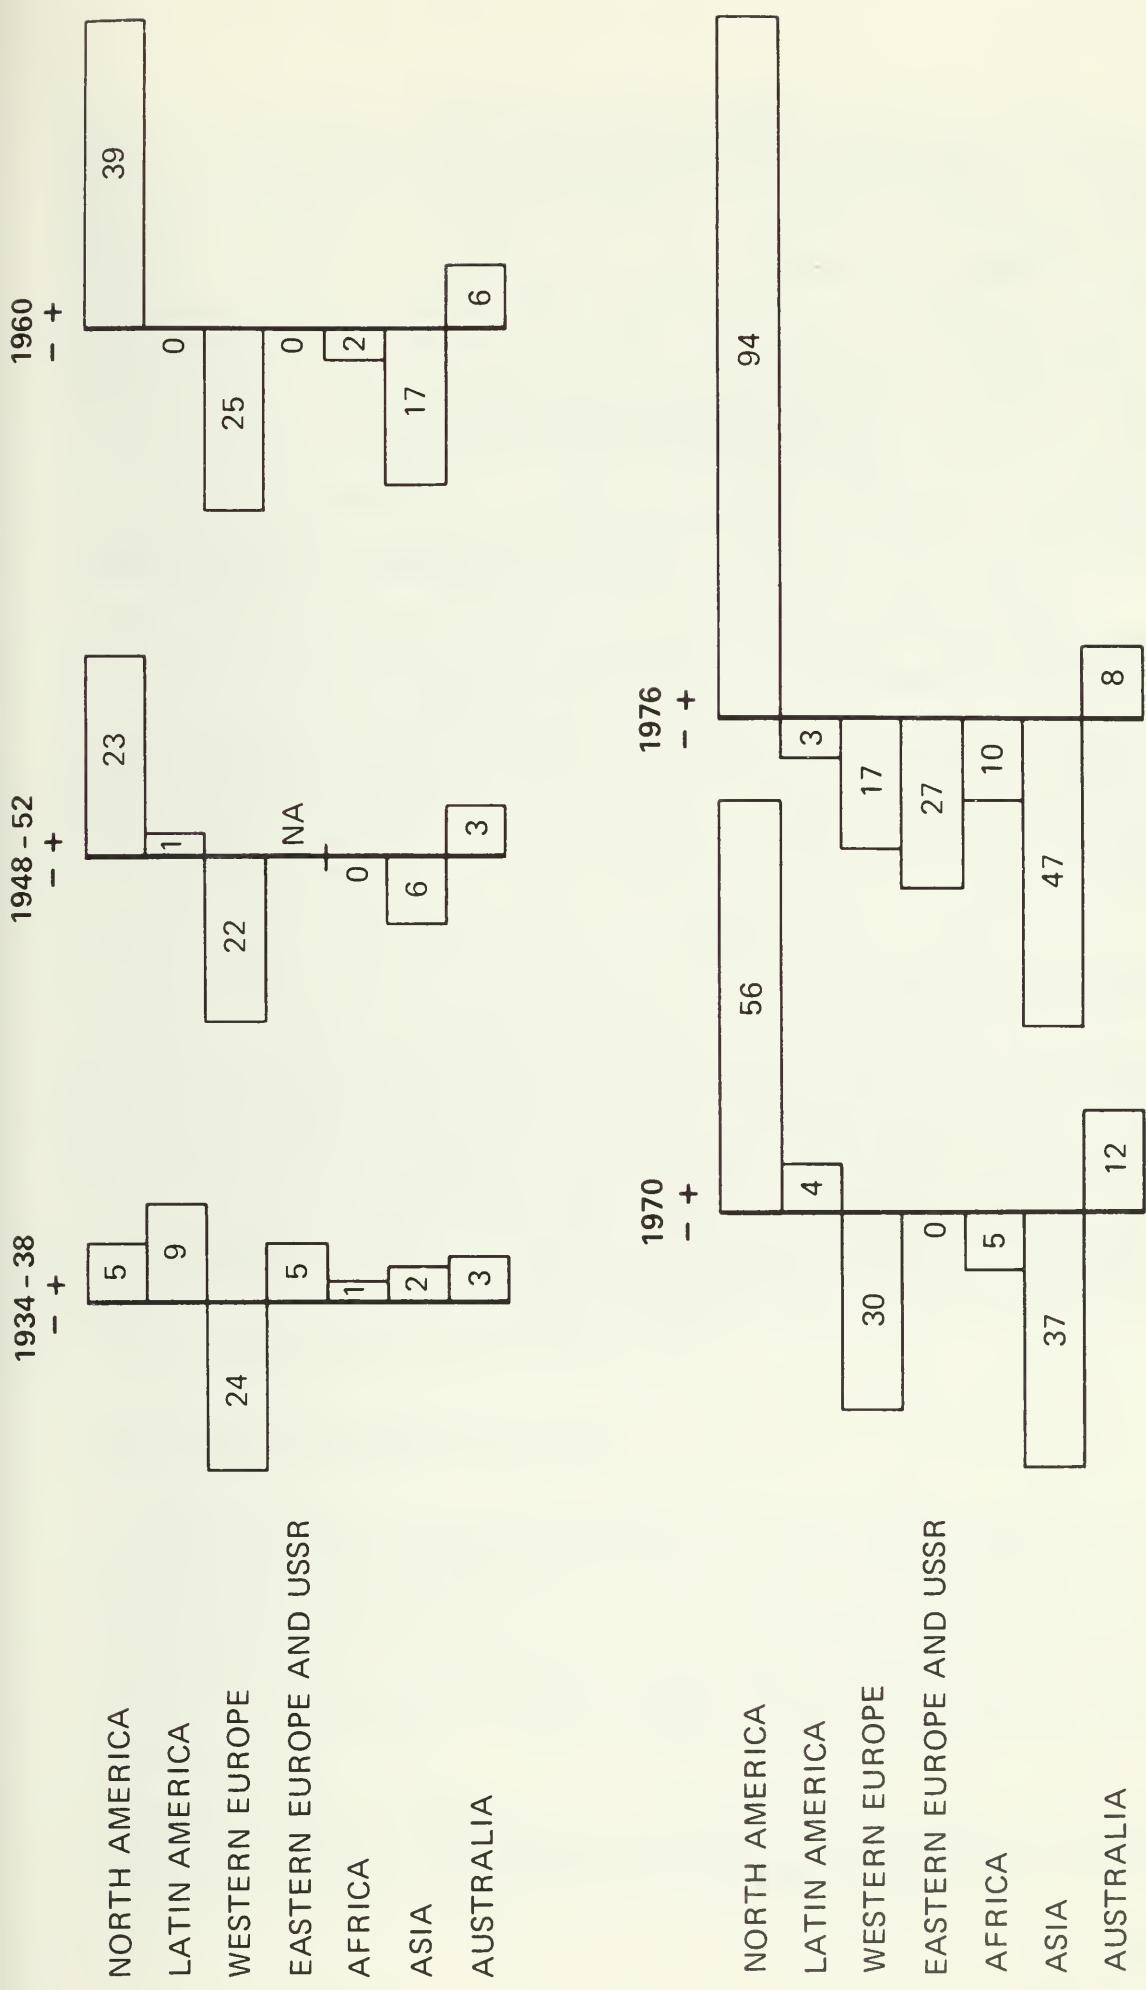 1934 – 38 1948 – 52 1960
– + – + – +
NORTH AMERICA 5 23 39
LATIN AMERICA 9 1 0
WESTERN EUROPE 24 22 25
EASTERN EUROPE AND USSR 5 NA 0
AFRICA 1 0 2
ASIA 2 6 17
AUSTRALIA 3 3 6
1970 1976
– + – +
NORTH AMERICA 56 94
LATIN AMERICA 4 3
WESTERN EUROPE 30 17
EASTERN EUROPE AND USSR 0 27
AFRICA 5 10
ASIA 37 47
AUSTRALIA 12 8